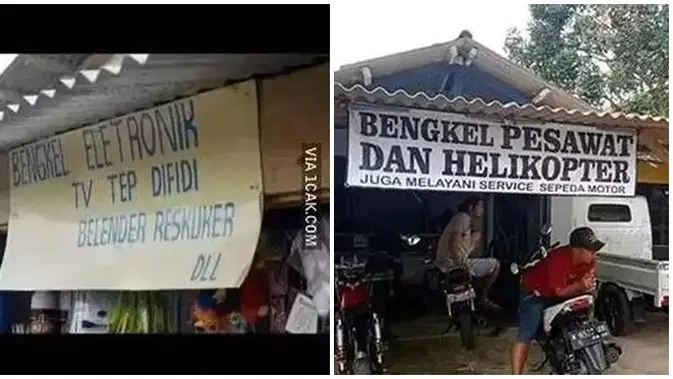 BENGKEL ELETRONIK
TV TEP DIFIDI
BELENDER RESKUKER
DLL
VIA 1CAK.COM
BENGKEL PESAWAT
DAN HELIKOPTER
JUGA MELAYANI SERVICE SEPEDA MOTOR